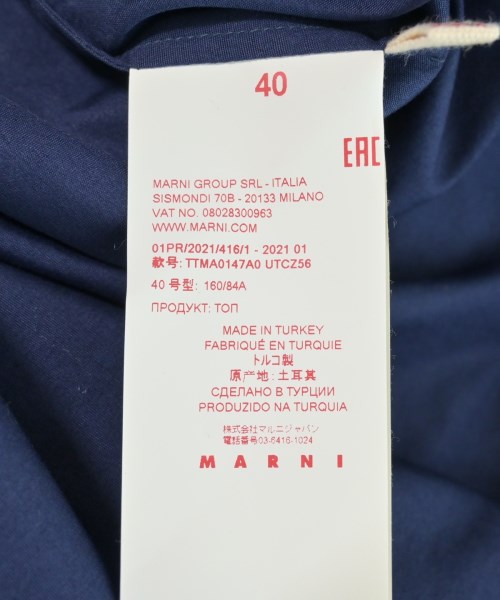 40
EAC
MARNI GROUP SRL - ITALIA
SISMONDI 70B - 20133 MILANO
VAT NO. 08028300963
WWW.MARNI.COM
01PR/2021/416/1 - 2021 01
款号: TTMA0147A0 UTCZ56
40 号型: 160/84A
ПРОДУКТ: ТОП
MADE IN TURKEY
FABRIQUÉ EN TURQUIE
トルコ製
原产地: 土耳其
СДЕЛАНО В ТУРЦИИ
PRODUZIDO NA TURQUIA
株式会社マルニジャパン
電話番号03-6416-1024
MARNI